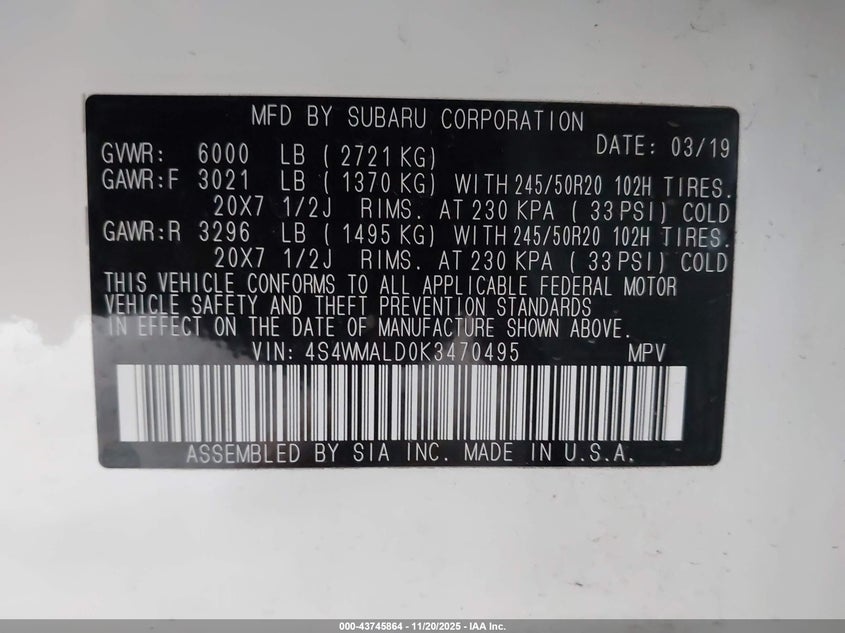 MFD BY SUBARU CORPORATION
DATE: 03/19
GVWR: 6000 LB ( 2721 KG)
GAWR:F 3021 LB ( 1370 KG) WITH 245/50R20 102H TIRES.
20X7 1/2J RIMS. AT 230 KPA ( 33 PSI) COLD
GAWR:R 3296 LB ( 1495 KG) WITH 245/50R20 102H TIRES.
20X7 1/2J RIMS. AT 230 KPA ( 33 PSI) COLD
THIS VEHICLE CONFORMS TO ALL APPLICABLE FEDERAL MOTOR
VEHICLE SAFETY AND THEFT PREVENTION STANDARDS
IN EFFECT ON THE DATE OF MANUFACTURE SHOWN ABOVE.
VIN: 4S4WMALD0K3470495 MPV
ASSEMBLED BY SIA INC. MADE IN U.S.A.
000-43745864 - 11/20/2025 - IAA Inc.